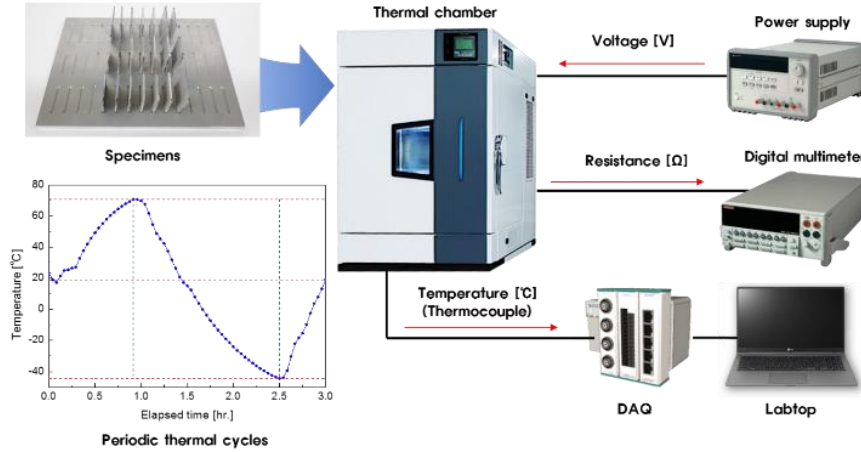 Thermal chamber
Power supply
Voltage [V]
Specimens
Resistance [Ω]
Digital multimeter
80
60
40
20
0
-20
-40
Temperature [°C]
0.0 0.5 1.0 1.5 2.0 2.5 3.0
Elapsed time [hr.]
Periodic thermal cycles
Temperature [℃]
(Thermocouple)
DAQ
Labtop